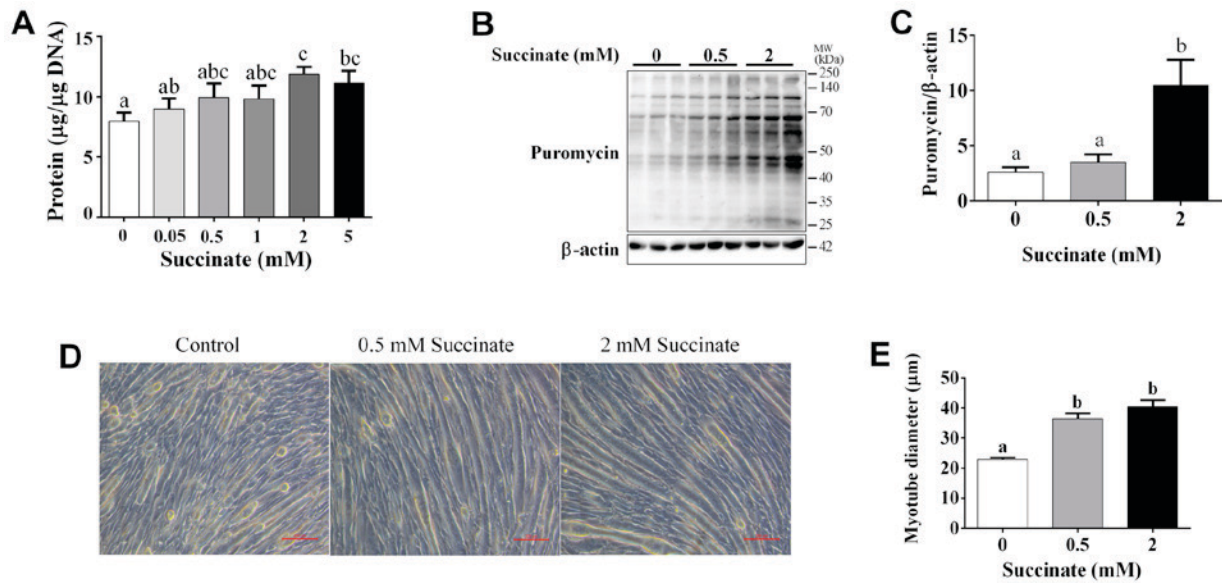 A
Protein (μg/μg DNA)
15
10
5
0
a
ab
abc
abc
c
bc
0 0.05 0.5 1 2 5
Succinate (mM)
B
Succinate (mM) 0 0.5 2
MW
(kDa)
Puromycin
250
140
70
50
40
35
25
β-actin
42
C
Puromycin/β-actin
15
10
5
0
a
a
b
0 0.5 2
Succinate (mM)
D
Control 0.5 mM Succinate 2 mM Succinate
E
Myotube diameter (μm)
50
40
30
20
10
0
a
b
b
0 0.5 2
Succinate (mM)